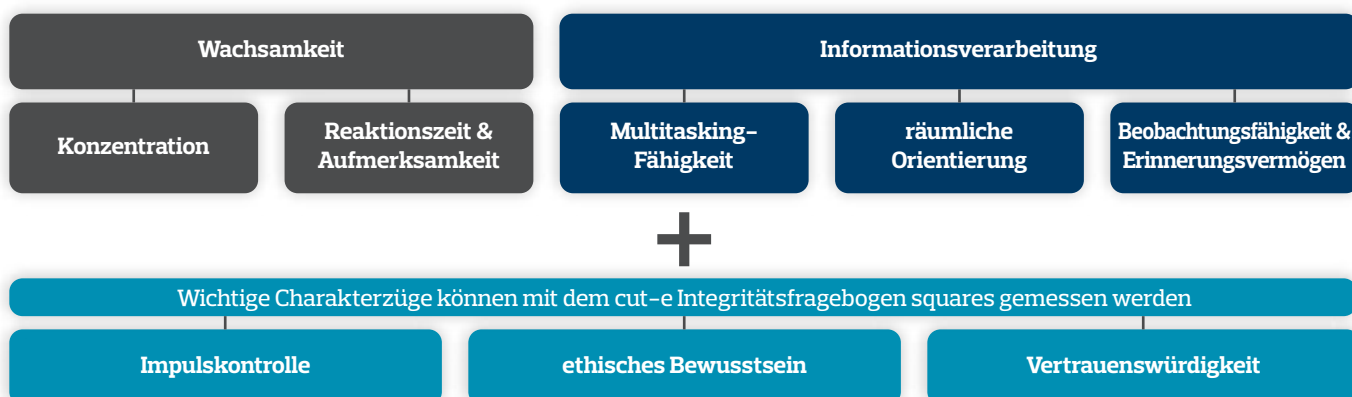 Wachsamkeit
Informationsverarbeitung
Konzentration
Reaktionszeit &
Aufmerksamkeit
Multitasking-
Fähigkeit
räumliche
Orientierung
Beobachtungsfähigkeit &
Erinnerungsvermögen
+
Wichtige Charakterzüge können mit dem cut-e Integritätsfragebogen squares gemessen werden
Impulskontrolle
ethisches Bewusstsein
Vertrauenswürdigkeit